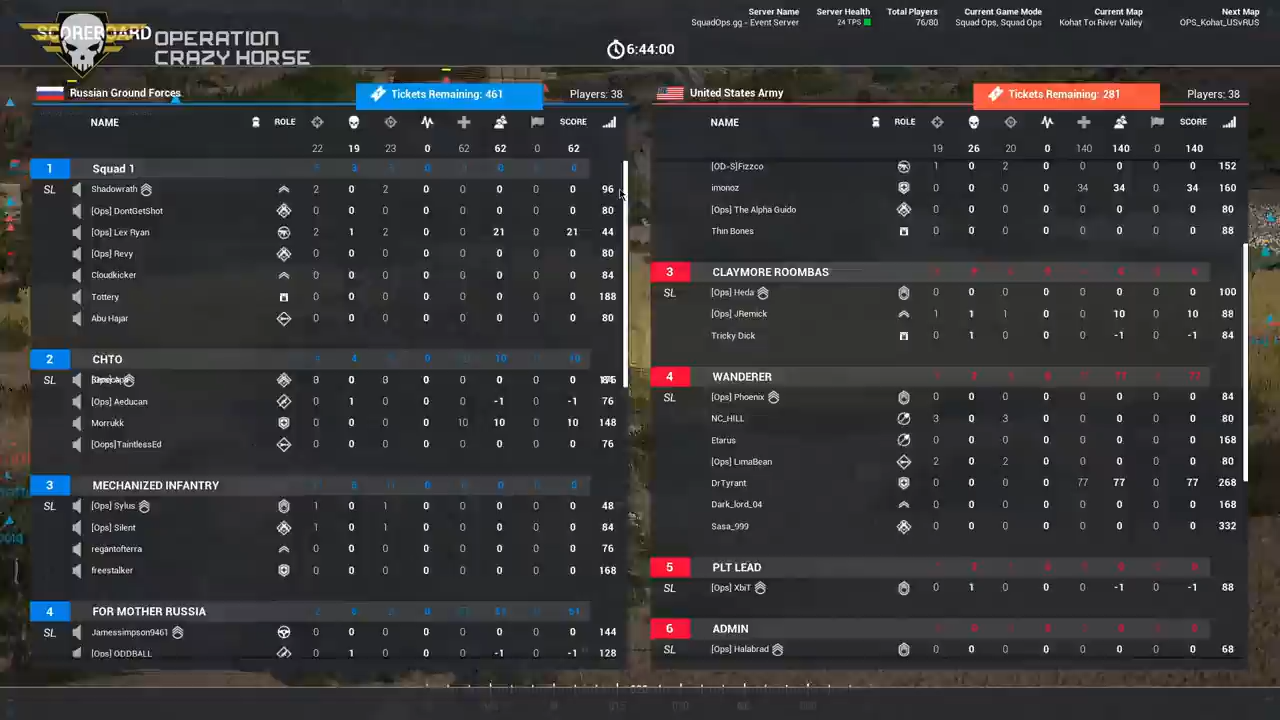 SCOREBOARD
OPERATION
CRAZY HORSE
6:44:00
Server Name
SquadOps.gg - Event Server
Server Health
24 TPS
Total Players
76/80
Current Game Mode
Squad Ops, Squad Ops
Current Map
Kohat Toi River Valley
Next Map
OPS_Kohat_USvRUS
Russian Ground Forces
Tickets Remaining: 461
Players: 38
NAME ROLE SCORE
22 19 23 0 62 62 0 62
1 Squad 1
SL Shadowrath 2 0 2 0 0 0 0 0 96
[Ops] DontGetShot 0 0 0 0 0 0 0 0 80
[Ops] Lex Ryan 2 1 2 0 0 21 0 21 44
[Ops] Revy 0 0 0 0 0 0 0 0 80
Cloudkicker 0 0 0 0 0 0 0 0 84
Tottery 0 0 0 0 0 0 0 0 188
Abu Hajar 0 0 0 0 0 0 0 0 80
2 CHTO 4 0 10 10
SL 0 0 0 0 0 0
[Ops] Aeducan 0 1 0 0 0 -1 0 -1 76
Morrukk 0 0 0 0 10 10 0 10 148
[Oops]TaintlessEd 0 0 0 0 0 0 0 0 76
3 MECHANIZED INFANTRY
SL [Ops] Sylus 1 0 1 0 0 0 0 0 48
[Ops] Silent 1 0 1 0 0 0 0 0 84
regantofterra 0 0 0 0 0 0 0 0 76
freestalker 0 0 0 0 0 0 0 0 168
4 FOR MOTHER RUSSIA
SL Jamessimpson9461 0 0 0 0 0 0 0 0 144
[Ops] ODDBALL 0 1 0 0 0 -1 0 -1 128
United States Army
Tickets Remaining: 281
Players: 38
NAME ROLE SCORE
19 26 20 0 140 140 0 140
[OD-S]Fizzco 1 0 2 0 0 0 0 0 152
imonoz 0 0 0 0 34 34 0 34 160
[Ops] The Alpha Guido 0 0 0 0 0 0 0 0 80
Thin Bones 0 0 0 0 0 0 0 0 88
3 CLAYMORE ROOMBAS
SL [Ops] Heda 0 0 0 0 0 0 0 0 100
[Ops] JRemick 1 1 1 0 0 10 0 10 88
Tricky Dick 0 1 0 0 0 -1 0 -1 84
4 WANDERER 77 77
SL [Ops] Phoenix 0 0 0 0 0 0 0 0 84
NC_HILL 3 0 3 0 0 0 0 0 80
Etarus 0 0 0 0 0 0 0 0 168
[Ops] LimaBean 2 0 2 0 0 0 0 0 80
DrTyrant 0 0 0 0 77 77 0 77 268
Dark_lord_04 0 0 0 0 0 0 0 0 168
Sasa_999 0 0 0 0 0 0 0 0 332
5 PLT LEAD
SL [Ops] XbiT 0 1 0 0 0 -1 0 -1 88
6 ADMIN
SL [Ops] Halabrad 0 0 0 0 0 0 0 0 68